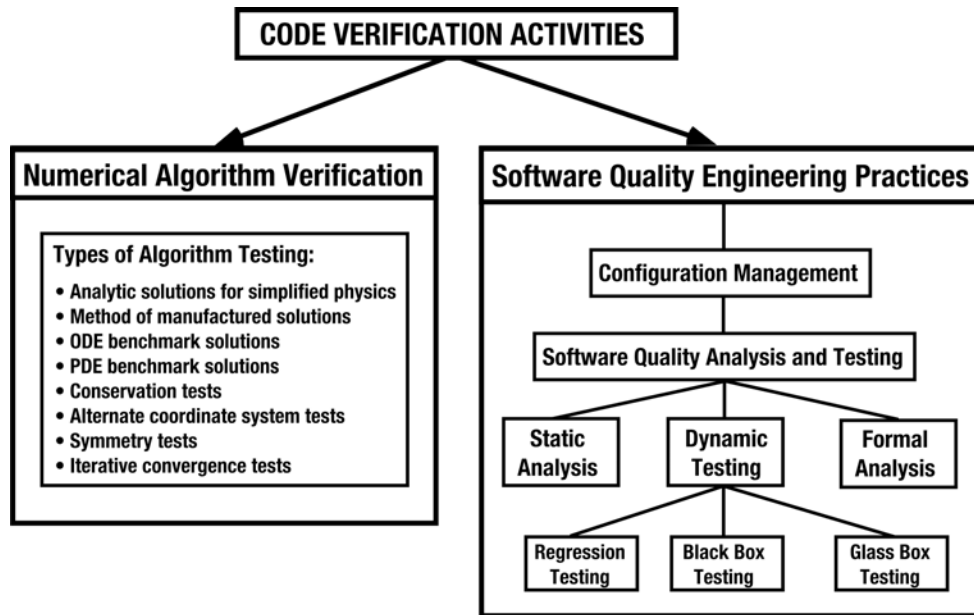 CODE VERIFICATION ACTIVITIES
Numerical Algorithm Verification
Types of Algorithm Testing:
• Analytic solutions for simplified physics
• Method of manufactured solutions
• ODE benchmark solutions
• PDE benchmark solutions
• Conservation tests
• Alternate coordinate system tests
• Symmetry tests
• Iterative convergence tests
Software Quality Engineering Practices
Configuration Management
Software Quality Analysis and Testing
Static
Analysis
Dynamic
Testing
Formal
Analysis
Regression
Testing
Black Box
Testing
Glass Box
Testing